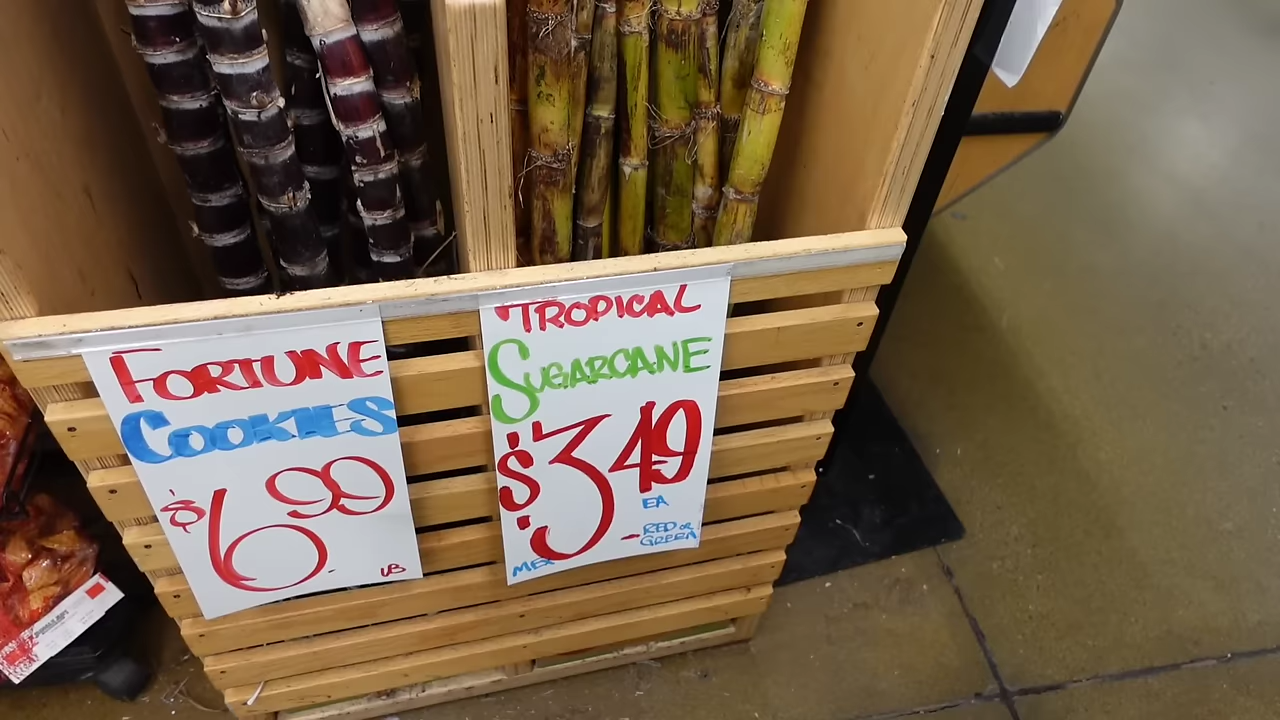 FORTUNE
COOKIES
$6.99
LB
TROPICAL
SUGARCANE
$3.49
EA
-RED or
GREEN
MEX